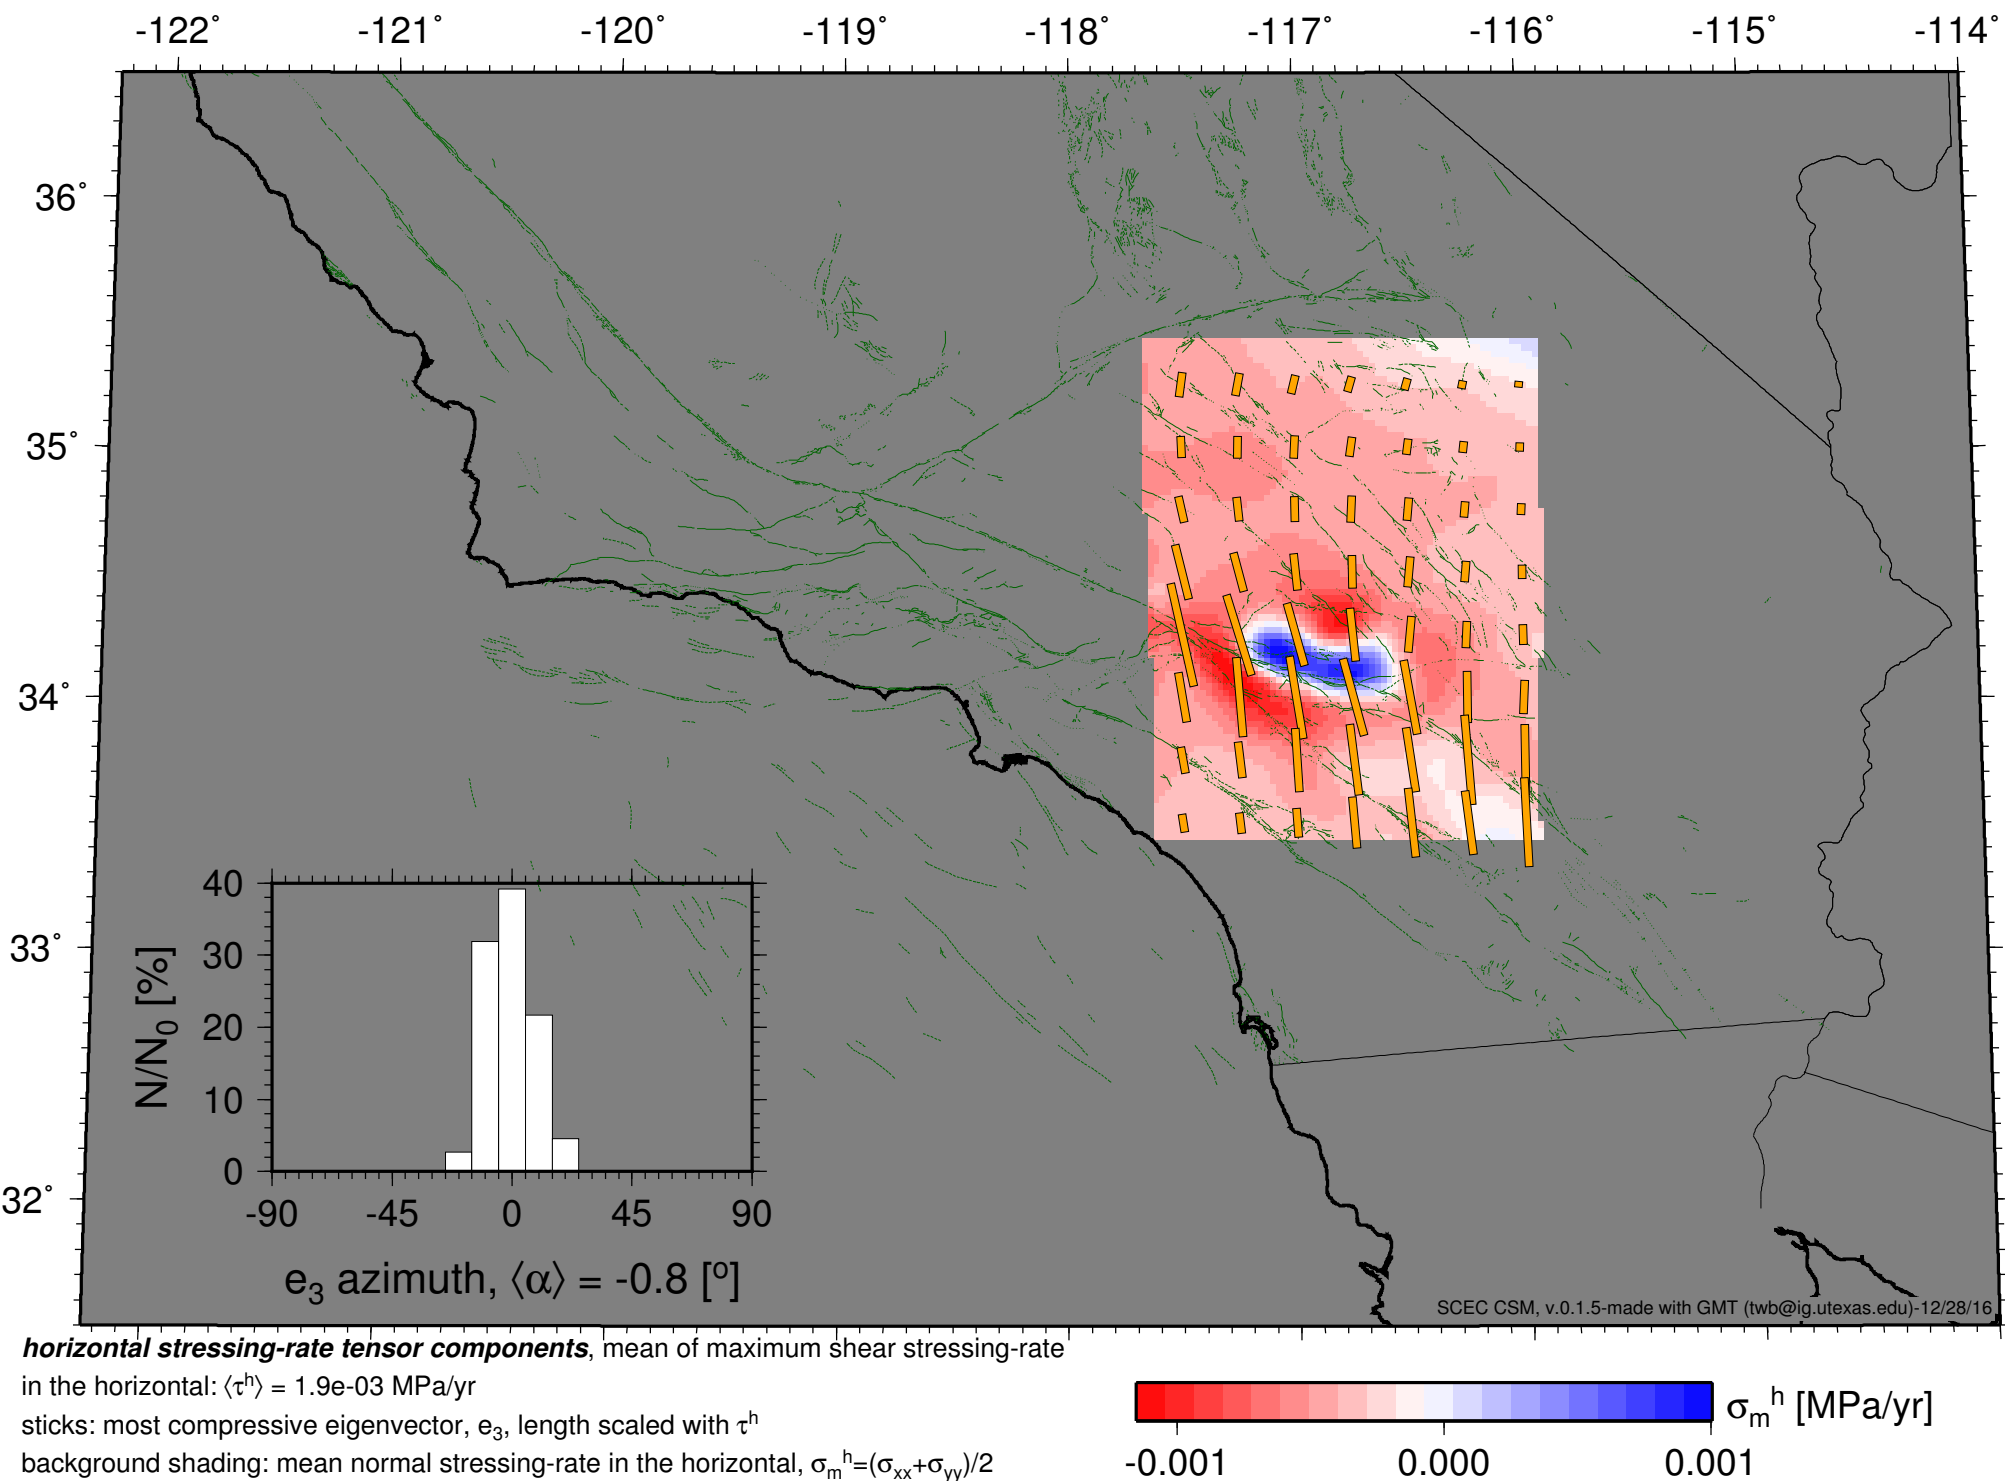 -122˚ -121˚ -120˚ -119˚ -118˚ -117˚ -116˚ -115˚ -114˚
36˚
35˚
34˚
33˚
32˚
40
30
20
10
0
N/N0 [%]
-90 -45 0 45 90
e3 azimuth, ⟨α⟩ = -0.8 [º]
SCEC CSM, v.0.1.5-made with GMT (twb@ig.utexas.edu)-12/28/16
horizontal stressing-rate tensor components, mean of maximum shear stressing-rate
in the horizontal: ⟨τh⟩ = 1.9e-03 MPa/yr
sticks: most compressive eigenvector, e3, length scaled with τh
background shading: mean normal stressing-rate in the horizontal, σmh=(σxx+σyy)/2
σmh [MPa/yr]
-0.001 0.000 0.001